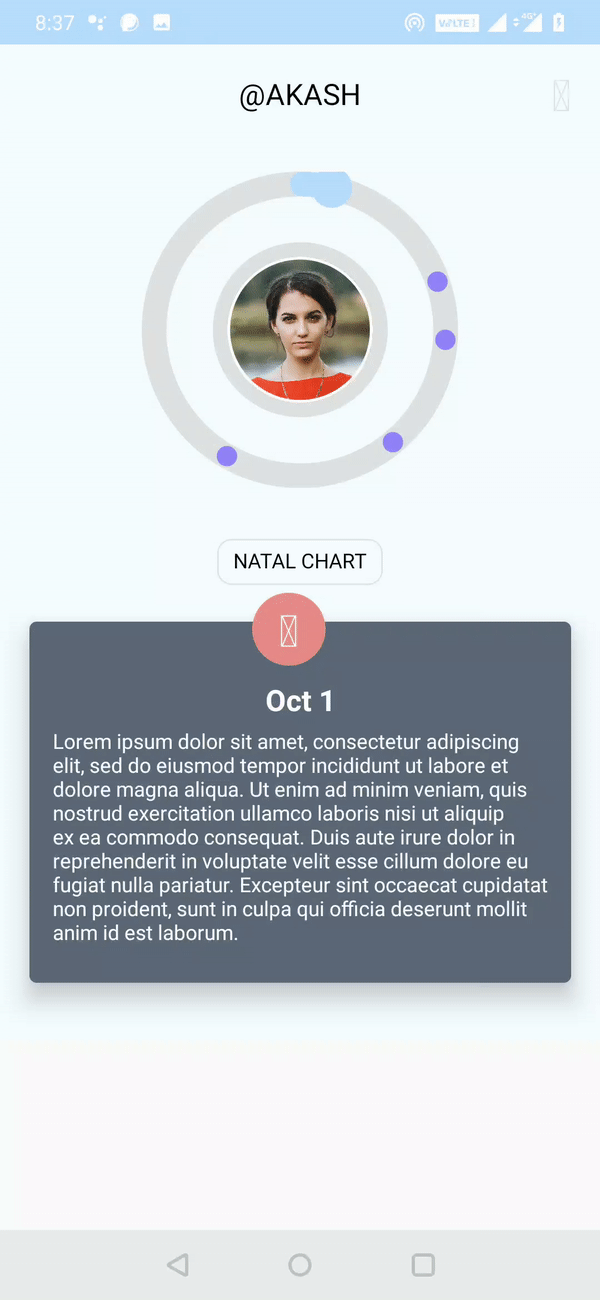 8:37
VoLTE
4G+
@AKASH
NATAL CHART
Oct 1
Lorem ipsum dolor sit amet, consectetur adipiscing
elit, sed do eiusmod tempor incididunt ut labore et
dolore magna aliqua. Ut enim ad minim veniam, quis
nostrud exercitation ullamco laboris nisi ut aliquip
ex ea commodo consequat. Duis aute irure dolor in
reprehenderit in voluptate velit esse cillum dolore eu
fugiat nulla pariatur. Excepteur sint occaecat cupidatat
non proident, sunt in culpa qui officia deserunt mollit
anim id est laborum.